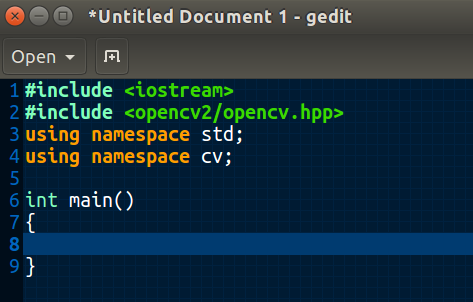 *Untitled Document 1 - gedit
Open
1 #include <iostream>
2 #include <opencv2/opencv.hpp>
3 using namespace std;
4 using namespace cv;
5
6 int main()
7 {
8
9 }